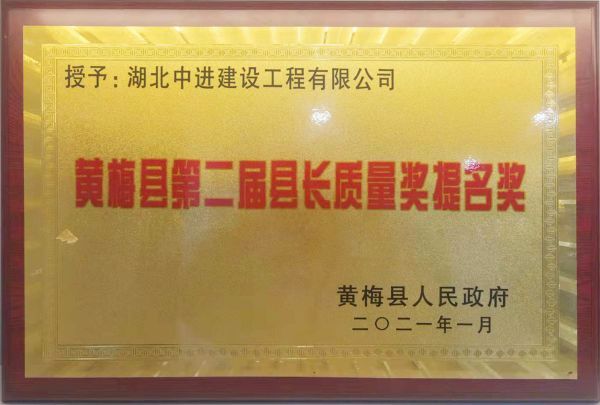 授予：湖北中进建设工程有限公司
黄梅县第二届县长质量奖提名奖
黄梅县人民政府
二〇二一年一月